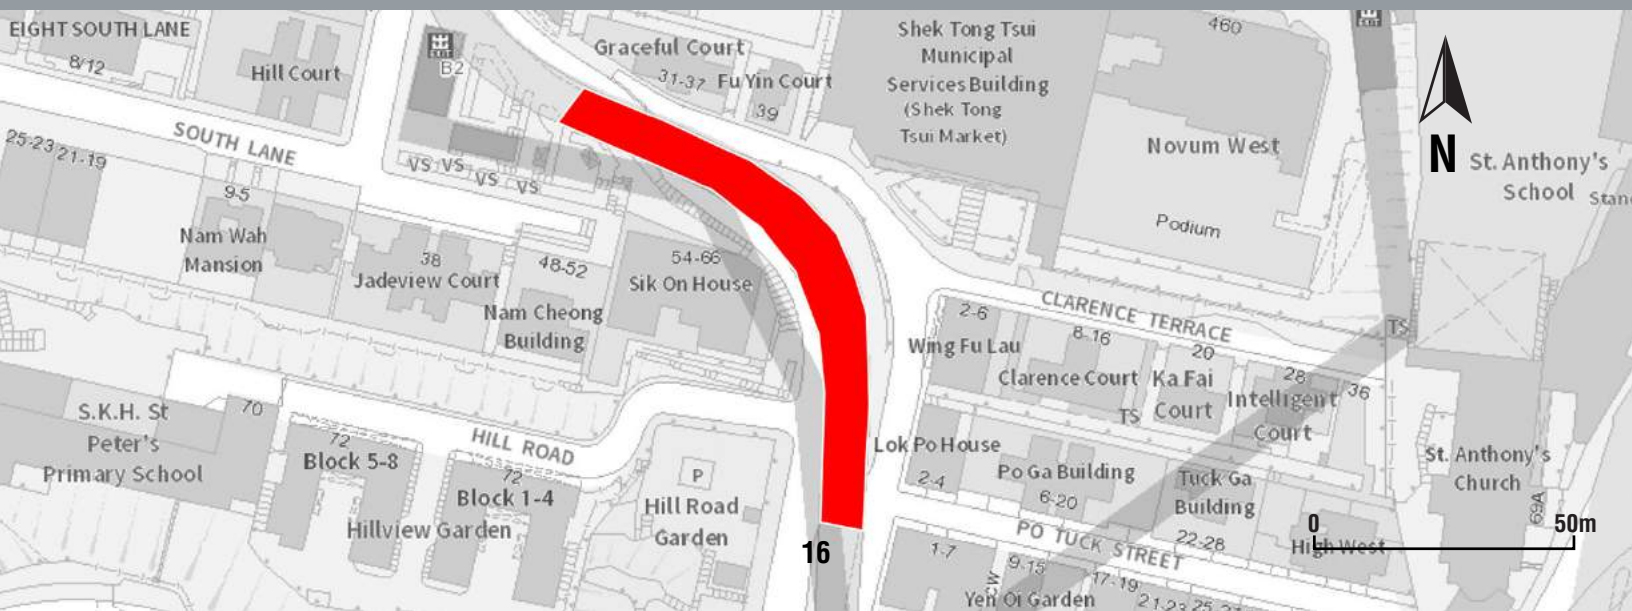 EIGHT SOUTH LANE
8/12
Hill Court
EXIT
B2
Graceful Court
31-37
Fu Yin Court
39
Shek Tong Tsui
Municipal
Services Building
(Shek Tong
Tsui Market)
460
EXIT
N
Novum West
Podium
St. Anthony's
School
SOUTH LANE
25-23
21-19
VS
VS
VS
VS
9-5
Nam Wah
Mansion
38
Jadeview Court
48-52
Nam Cheong
Building
54-66
Sik On House
CLARENCE TERRACE
TS
2-6
Wing Fu Lau
8-16
Clarence Court
20
Ka Fai
Court
28
Intelligent
Court
36
TS
S.K.H. St
Peter's
Primary School
70
72
Block 5-8
HILL ROAD
72
Block 1-4
Hillview Garden
P
Hill Road
Garden
Lok Po House
2-4
Po Ga Building
6-20
Tuck Ga
Building
22-28
St. Anthony's
Church
69A
High West
0
50m
16
PO TUCK STREET
1-7
9-15
17-19
CW
Yen Oi Garden